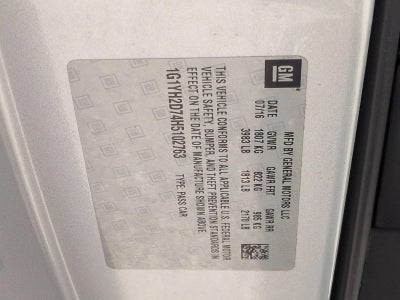 GM
MFD BY GENERAL MOTORS LLC
DATE GVWR GAWR FRT GAWR RR
07/16 1807 KG 822 KG 985 KG
3983 LB 1813 LB 2170 LB
THIS VEHICLE CONFORMS TO ALL APPLICABLE U.S. FEDERAL MOTOR
VEHICLE SAFETY, BUMPER, AND THEFT PREVENTION STANDARDS IN
EFFECT ON THE DATE OF MANUFACTURE SHOWN ABOVE.
1G1YH2D74H5102763 TYPE: PASS CAR